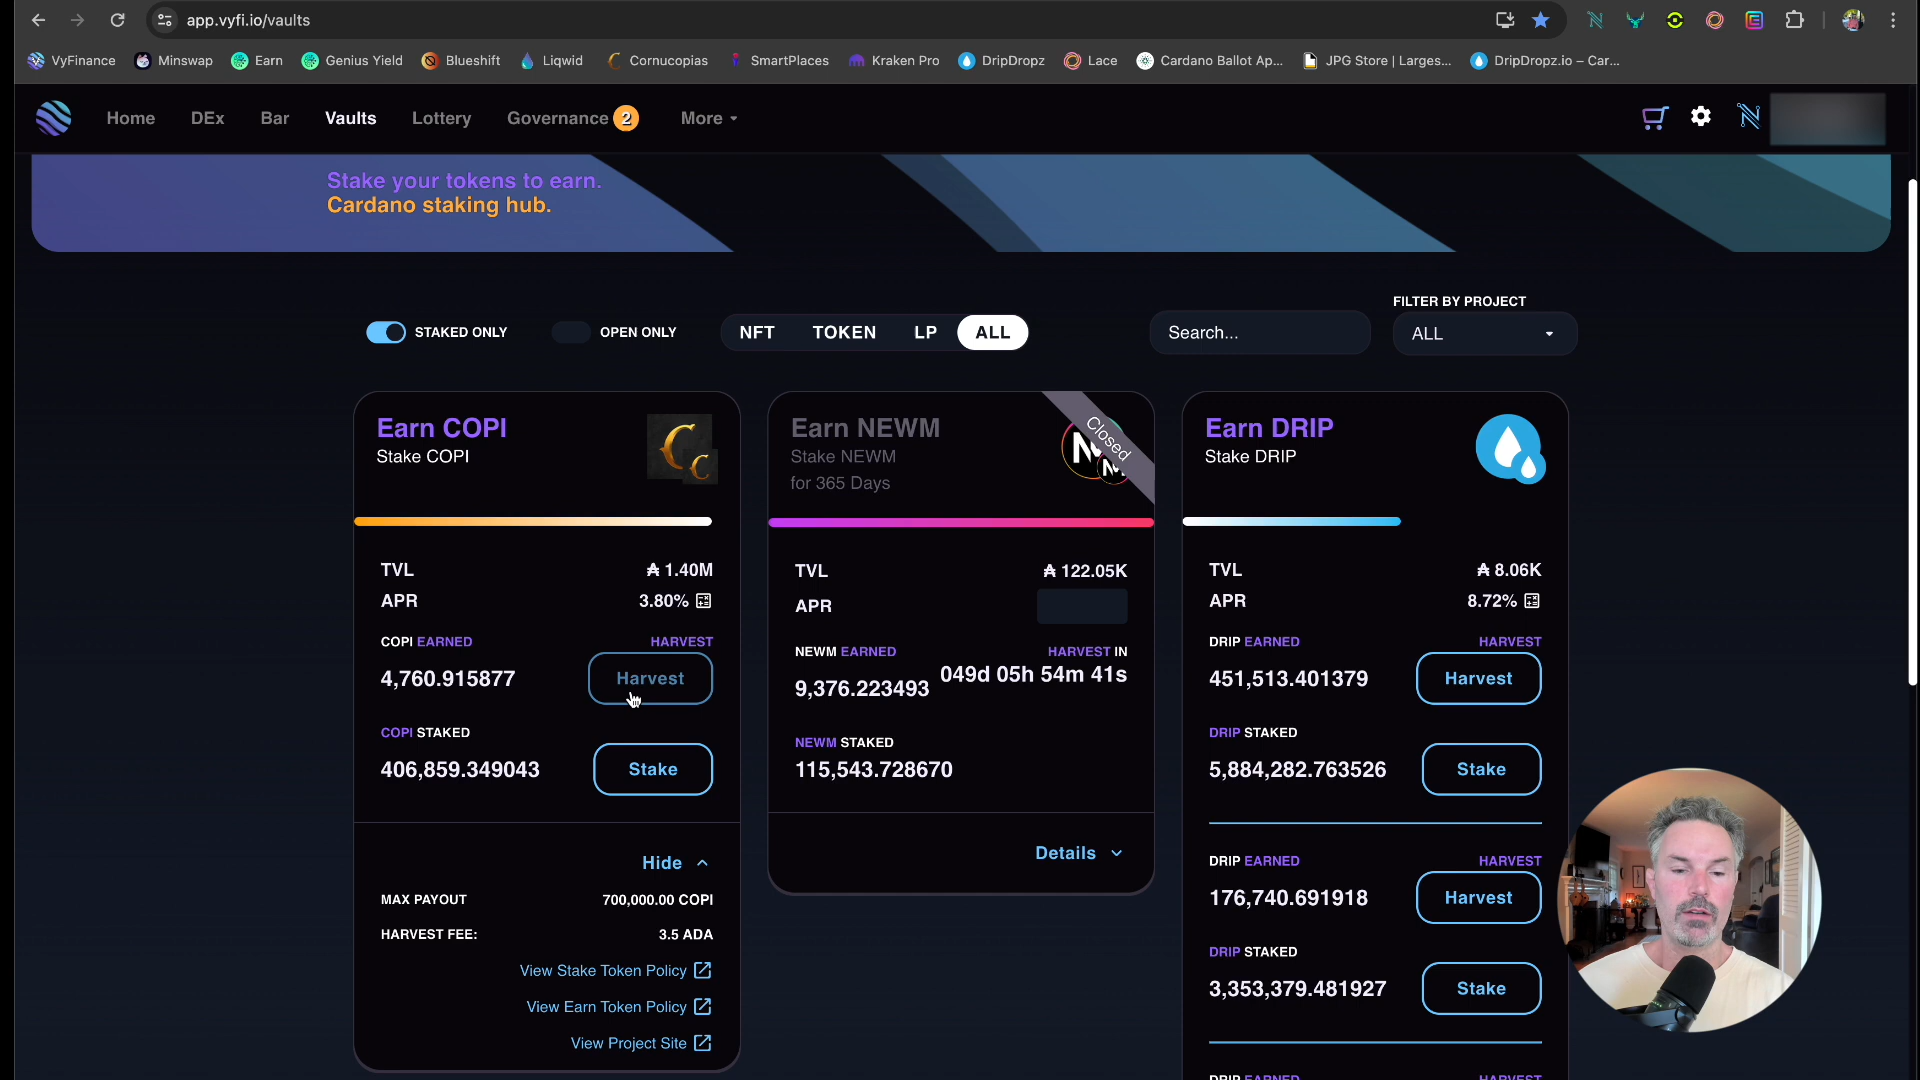 app.vyfi.io/vaults
VyFinance
Minswap
Earn
Genius Yield
Blueshift
Liqwid
Cornucopias
SmartPlaces
Kraken Pro
DripDropz
Lace
Cardano Ballot Ap...
JPG Store | Larges...
DripDropz.io – Car...
Home
DEx
Bar
Vaults
Lottery
Governance 2
More
Stake your tokens to earn.
Cardano staking hub.
STAKED ONLY
OPEN ONLY
NFT
TOKEN
LP
ALL
Search...
FILTER BY PROJECT
ALL
Earn COPI
Stake COPI
TVL
₳ 1.40M
APR
3.80%
COPI EARNED
HARVEST
4,760.915877
Harvest
COPI STAKED
406,859.349043
Stake
Hide
MAX PAYOUT
700,000.00 COPI
HARVEST FEE:
3.5 ADA
View Stake Token Policy
View Earn Token Policy
View Project Site
Earn NEWM
Stake NEWM
for 365 Days
Closed
TVL
₳ 122.05K
APR
NEWM EARNED
HARVEST IN
9,376.223493
049d 05h 54m 41s
NEWM STAKED
115,543.728670
Details
Earn DRIP
Stake DRIP
TVL
₳ 8.06K
APR
8.72%
DRIP EARNED
HARVEST
451,513.401379
Harvest
DRIP STAKED
5,884,282.763526
Stake
DRIP EARNED
HARVEST
176,740.691918
Harvest
DRIP STAKED
3,353,379.481927
Stake
DRIP EARNED
HARVEST